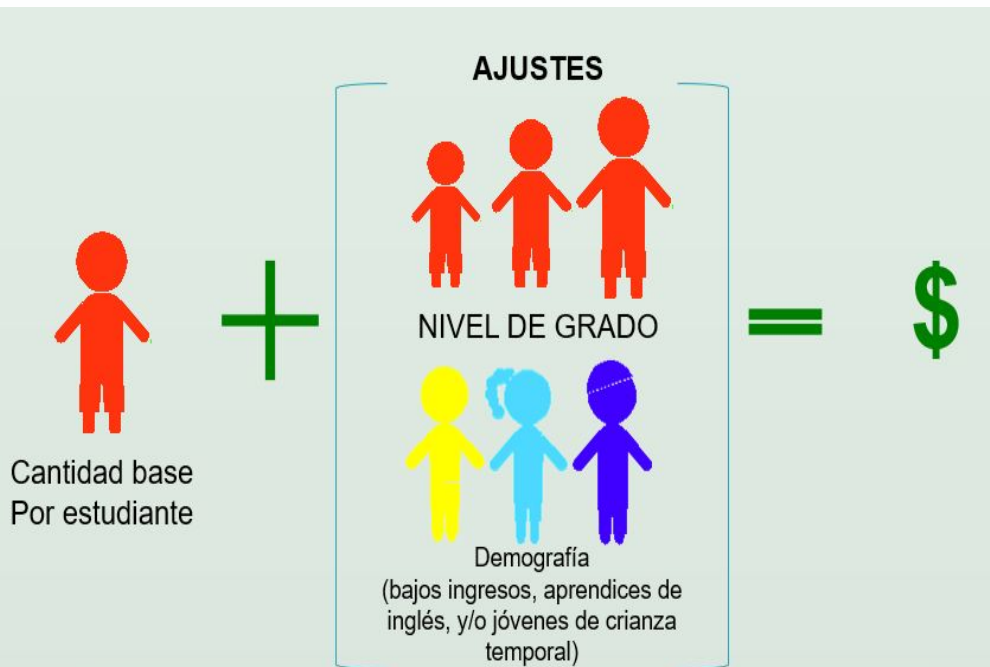 AJUSTES
NIVEL DE GRADO
Cantidad base
Por estudiante
+
=
$
Demografía
(bajos ingresos, aprendices de
inglés, y/o jóvenes de crianza
temporal)